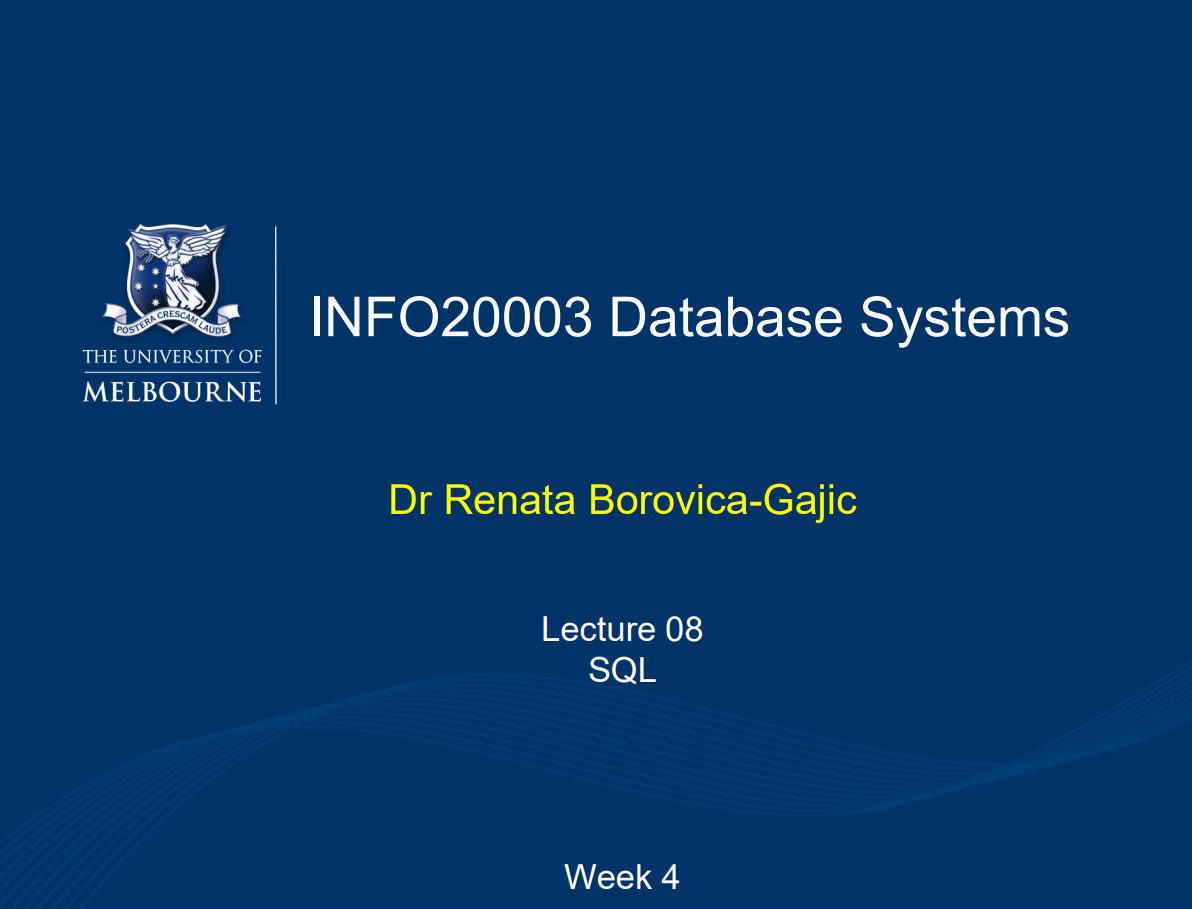 POSTERA CRESCAM LAUDE
THE UNIVERSITY OF
MELBOURNE
INFO20003 Database Systems
Dr Renata Borovica-Gajic
Lecture 08
SQL
Week 4